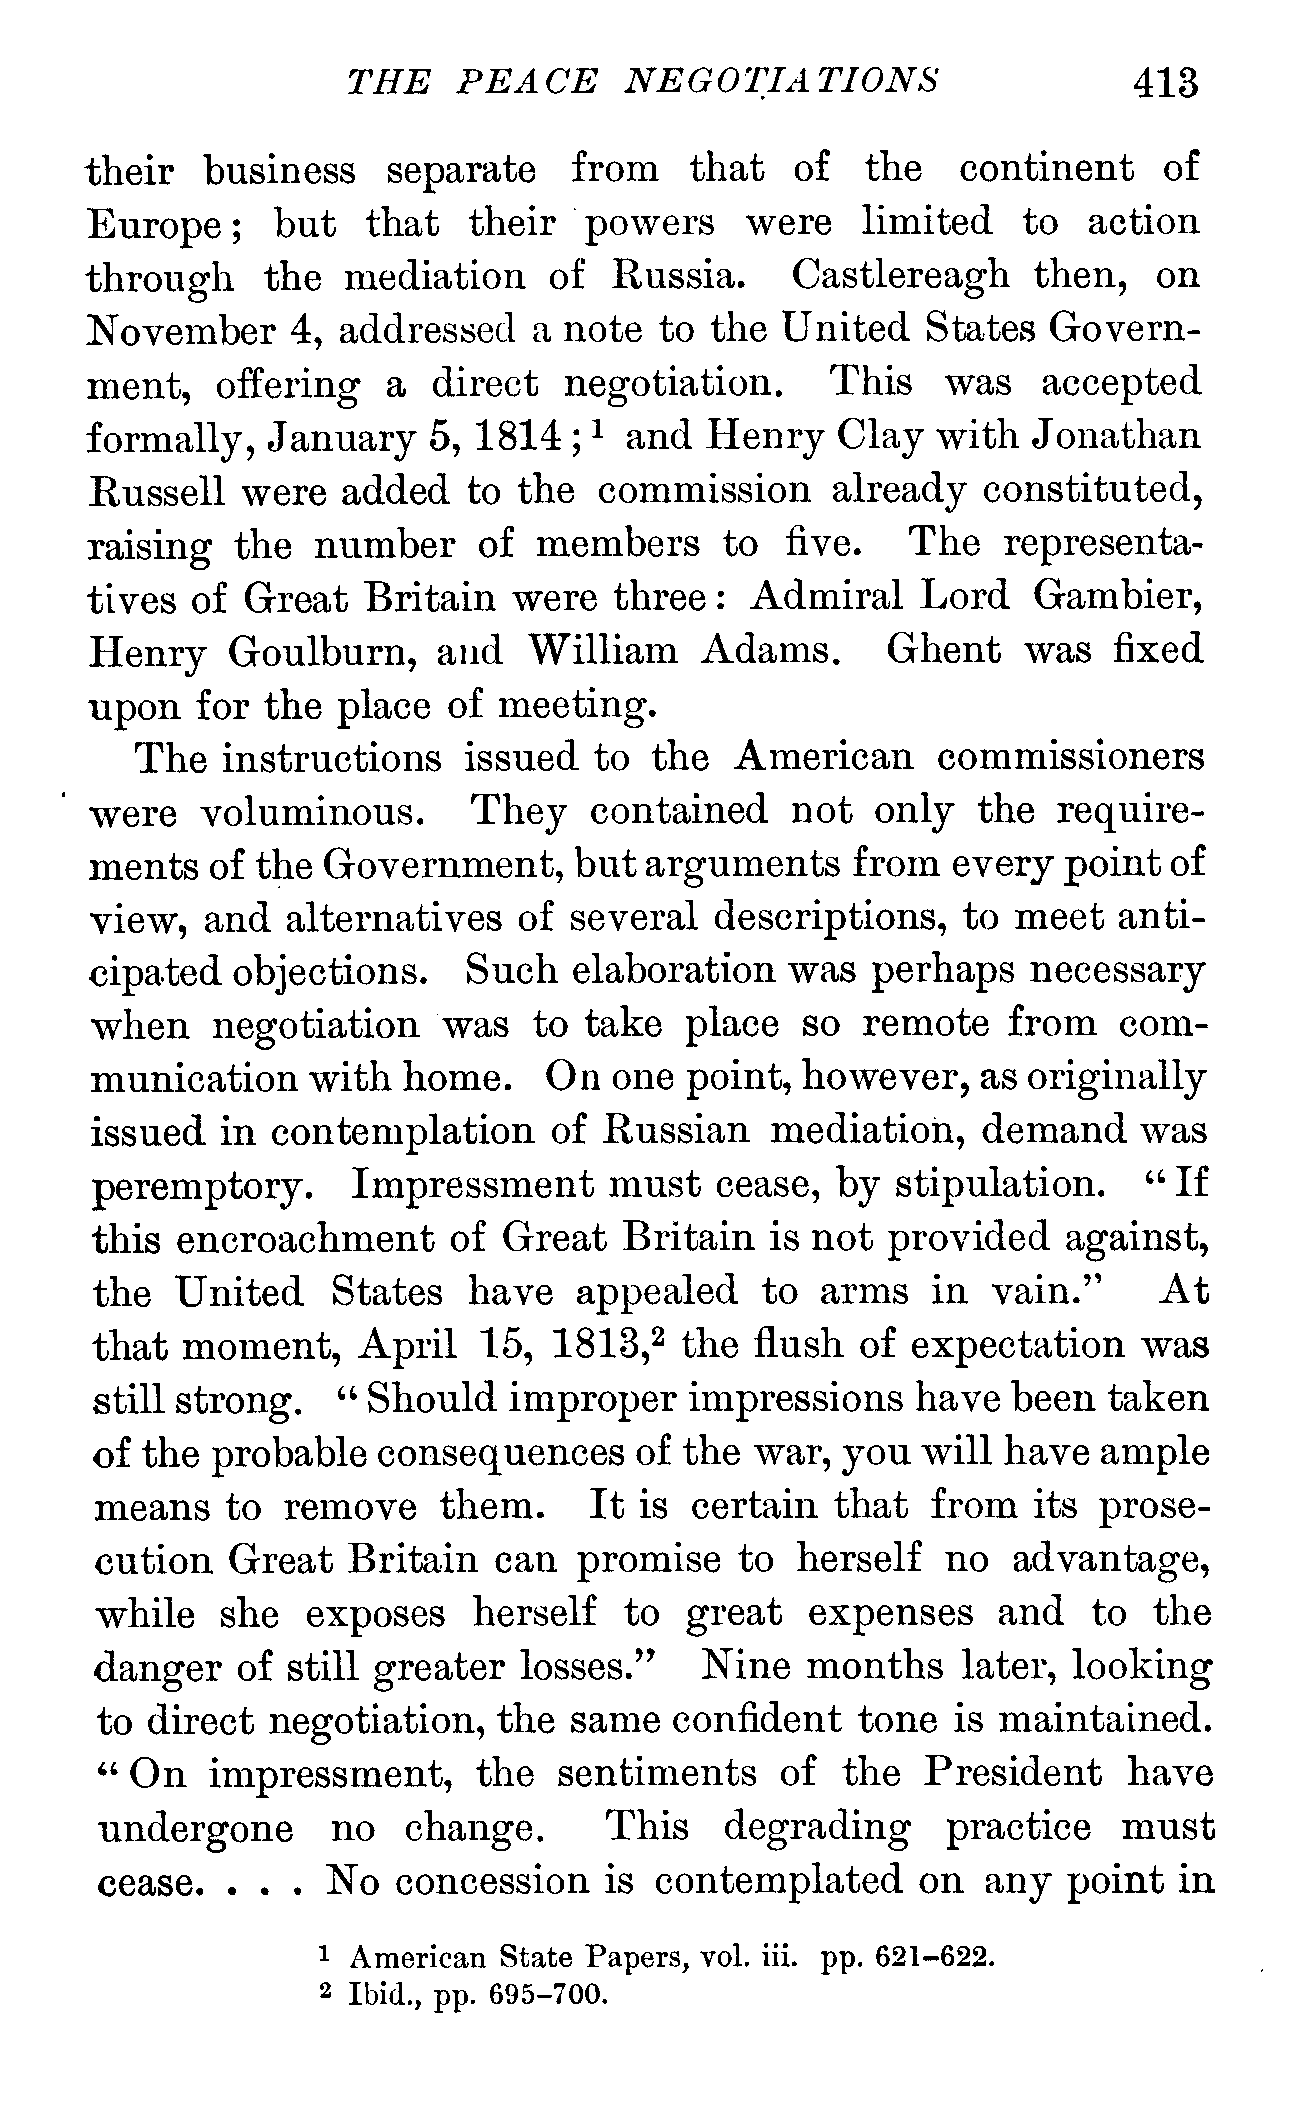 THE PEACE NEGOTIATIONS 413
their business separate from that of the continent of
Europe; but that their powers were limited to action
through the mediation of Russia. Castlereagh then, on
November 4, addressed a note to the United States Govern-
ment, offering a direct negotiation. This was accepted
formally, January 5, 1814;¹ and Henry Clay with Jonathan
Russell were added to the commission already constituted,
raising the number of members to five. The representa-
tives of Great Britain were three: Admiral Lord Gambier,
Henry Goulburn, and William Adams. Ghent was fixed
upon for the place of meeting.
The instructions issued to the American commissioners
were voluminous. They contained not only the require-
ments of the Government, but arguments from every point of
view, and alternatives of several descriptions, to meet anti-
cipated objections. Such elaboration was perhaps necessary
when negotiation was to take place so remote from com-
munication with home. On one point, however, as originally
issued in contemplation of Russian mediation, demand was
peremptory. Impressment must cease, by stipulation. “If
this encroachment of Great Britain is not provided against,
the United States have appealed to arms in vain.” At
that moment, April 15, 1813,² the flush of expectation was
still strong. “Should improper impressions have been taken
of the probable consequences of the war, you will have ample
means to remove them. It is certain that from its prose-
cution Great Britain can promise to herself no advantage,
while she exposes herself to great expenses and to the
danger of still greater losses.” Nine months later, looking
to direct negotiation, the same confident tone is maintained.
“On impressment, the sentiments of the President have
undergone no change. This degrading practice must
cease. . . . No concession is contemplated on any point in
¹ American State Papers, vol. iii. pp. 621–622.
² Ibid., pp. 695–700.